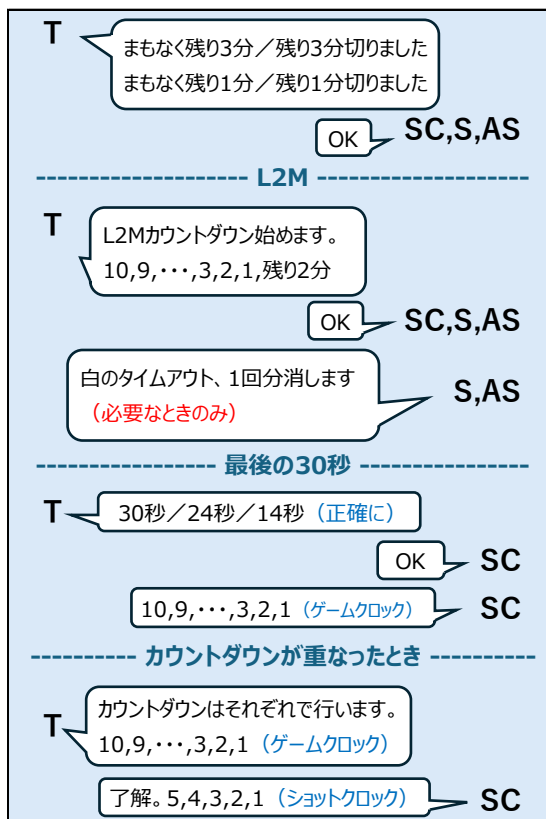 T
まもなく残り3分／残り3分切りました
まもなく残り1分／残り1分切りました
OK
SC,S,AS
L2M
T
L2Mカウントダウン始めます。
10,9,・・・,3,2,1,残り2分
OK
SC,S,AS
白のタイムアウト、1回分消します
（必要なときのみ）
S,AS
最後の30秒
T
30秒／24秒／14秒（正確に）
OK
SC
10,9,・・・,3,2,1（ゲームクロック）
SC
カウントダウンが重なったとき
T
カウントダウンはそれぞれで行います。
10,9,・・・,3,2,1（ゲームクロック）
了解。5,4,3,2,1（ショットクロック）
SC